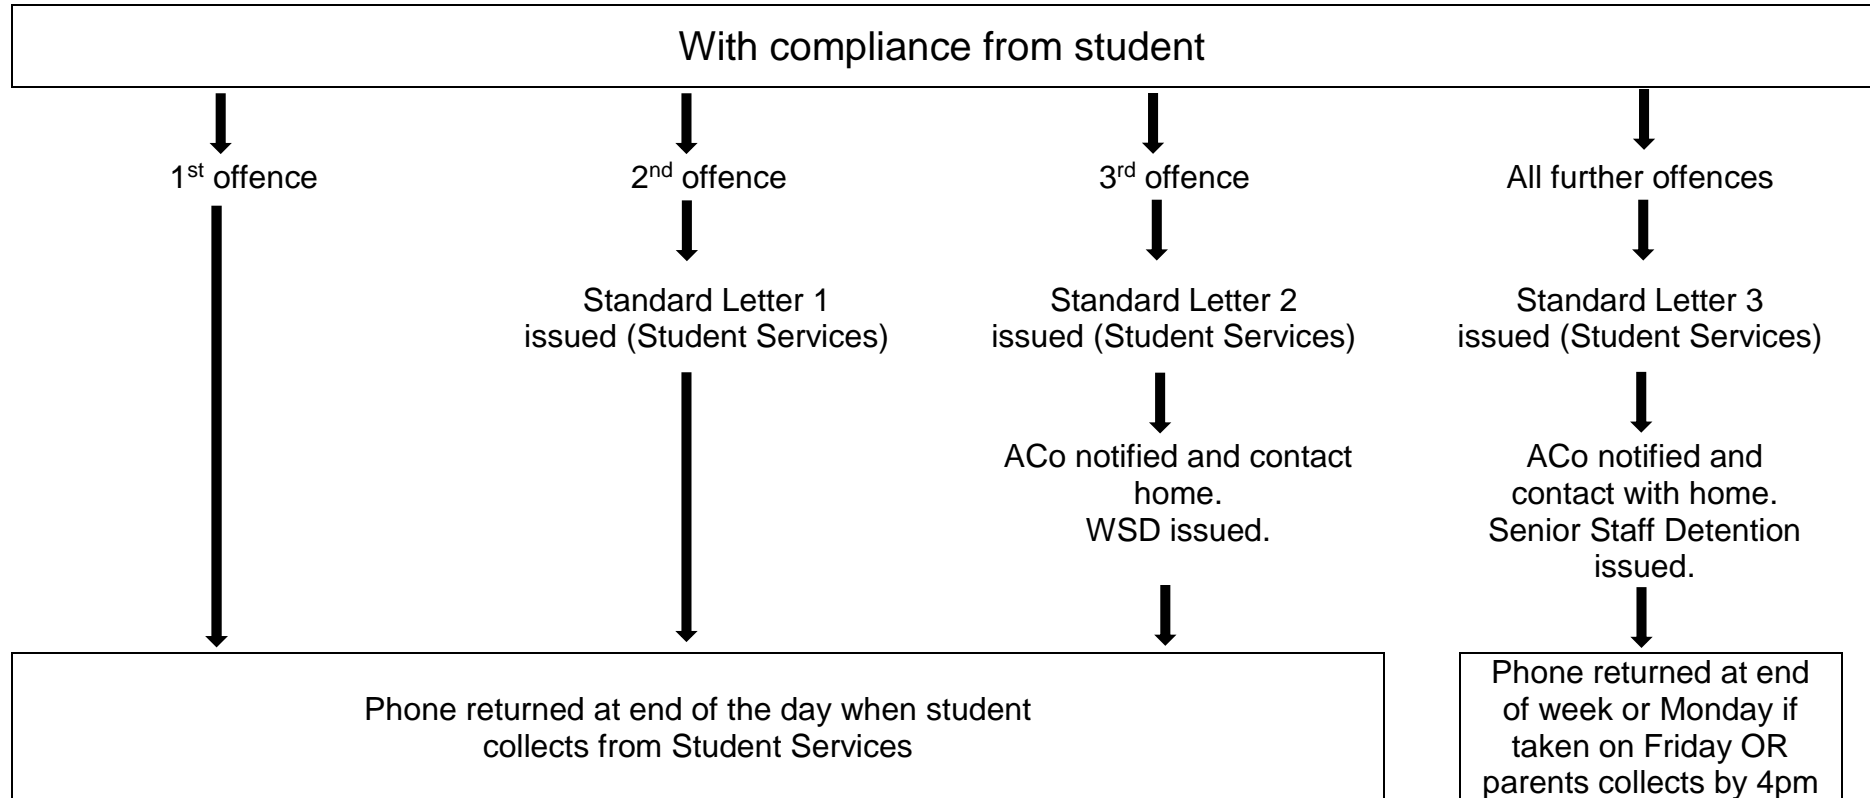 With compliance from student
1st offence
2nd offence
3rd offence
All further offences
Standard Letter 1
issued (Student Services)
Standard Letter 2
issued (Student Services)
Standard Letter 3
issued (Student Services)
ACo notified and contact
home.
WSD issued.
ACo notified and
contact with home.
Senior Staff Detention
issued.
Phone returned at end of the day when student
collects from Student Services
Phone returned at end
of week or Monday if
taken on Friday OR
parents collects by 4pm